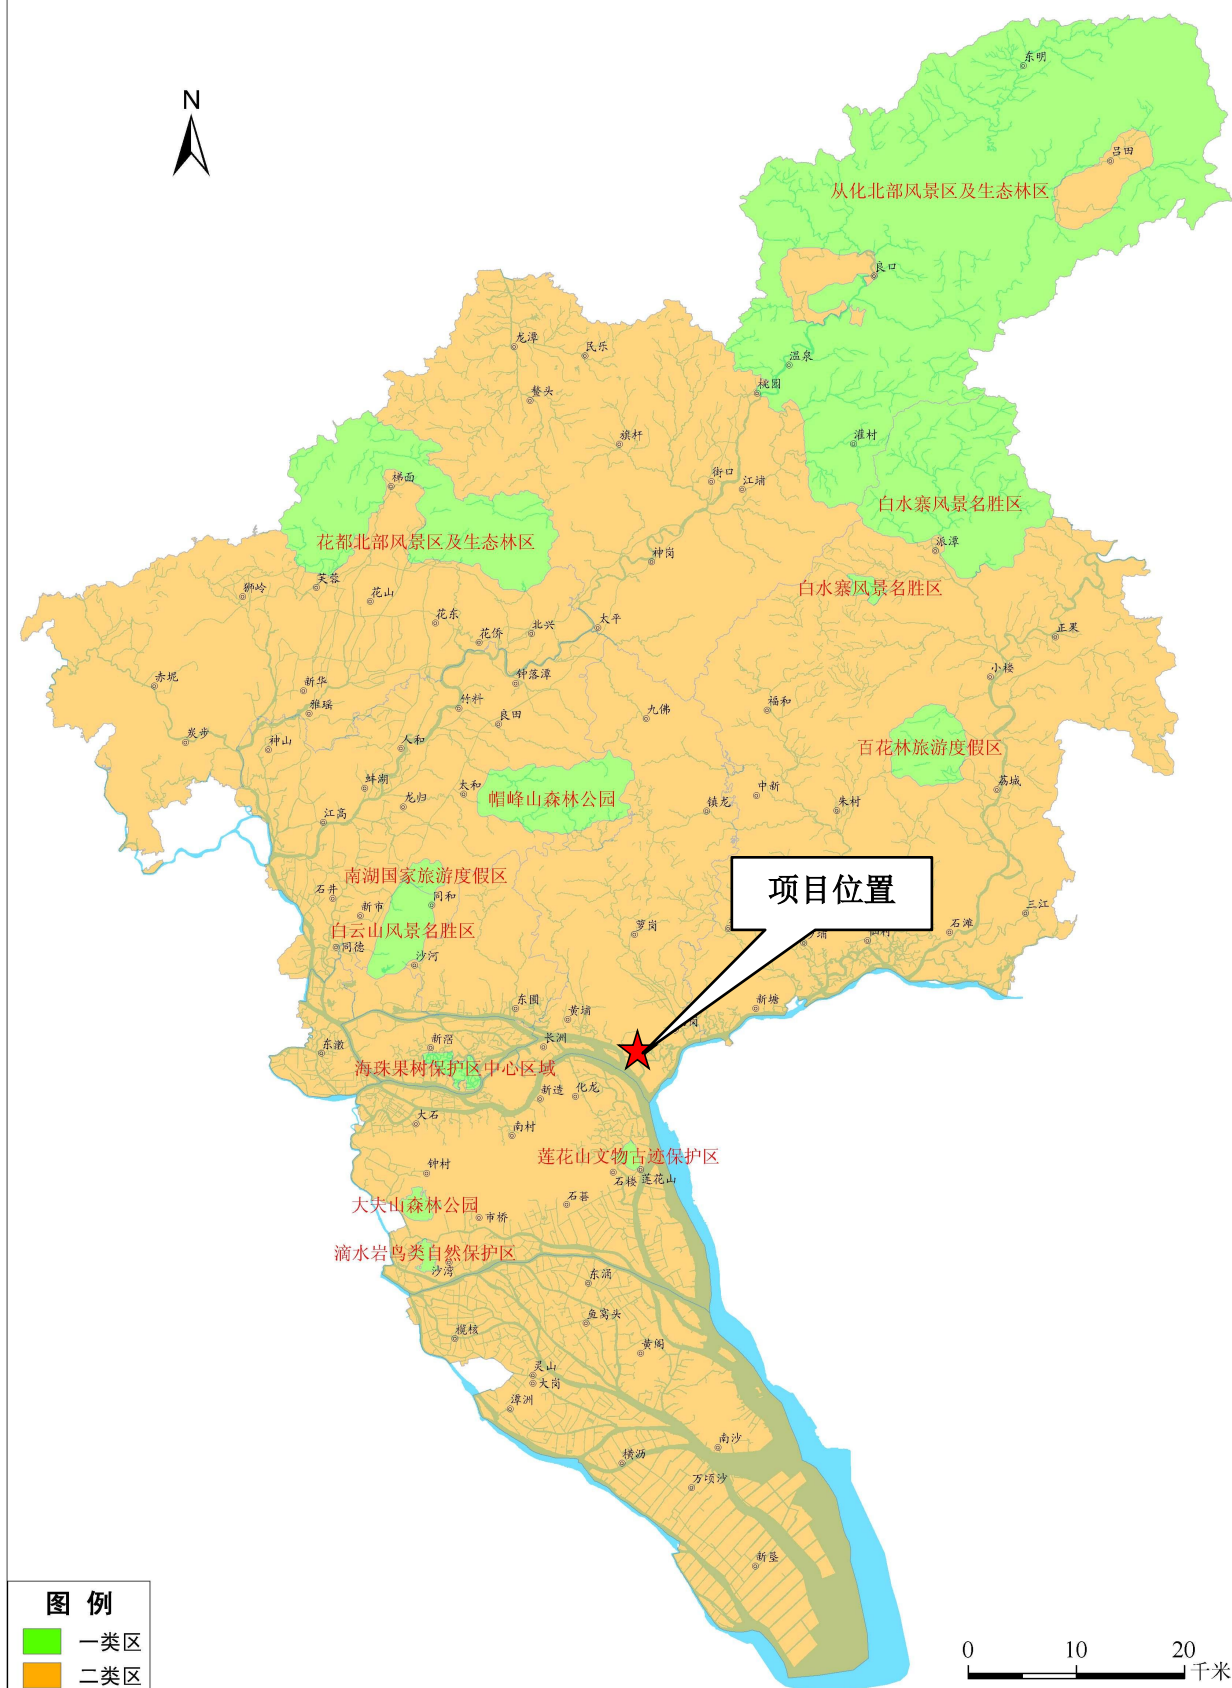 东明
N
吕田
从化北部风景区及生态林区
良口
龙潭
民乐
温泉
桃园
鳌头
灌村
旗杆
街口
江埔
梯面
白水寨风景名胜区
花都北部风景区及生态林区
派潭
神岗
芙蓉
狮岭
花山
白水寨风景名胜区
花东
北兴
太平
花侨
正果
小楼
赤坭
新华
钟落潭
竹料
福和
雅瑶
良田
九佛
炭步
神山
人和
百花林旅游度假区
蚌湖
太和
帽峰山森林公园
中新
荔城
龙归
镇龙
朱村
江高
南湖国家旅游度假区
项目位置
石井
同和
新市
三江
白云山风景名胜区
萝岗
石滩
同德
沙河
东圃
黄埔
新塘
岗
长洲
新滘
东漖
海珠果树保护区中心区域
新造
化龙
大石
南村
莲花山文物古迹保护区
钟村
石楼
莲花山
大夫山森林公园
石碁
市桥
滴水岩鸟类自然保护区
沙湾
东涌
鱼窝头
榄核
黄阁
灵山
大岗
潭洲
南沙
横沥
万顷沙
新垦
图 例
一类区
二类区
0 10 20
千米